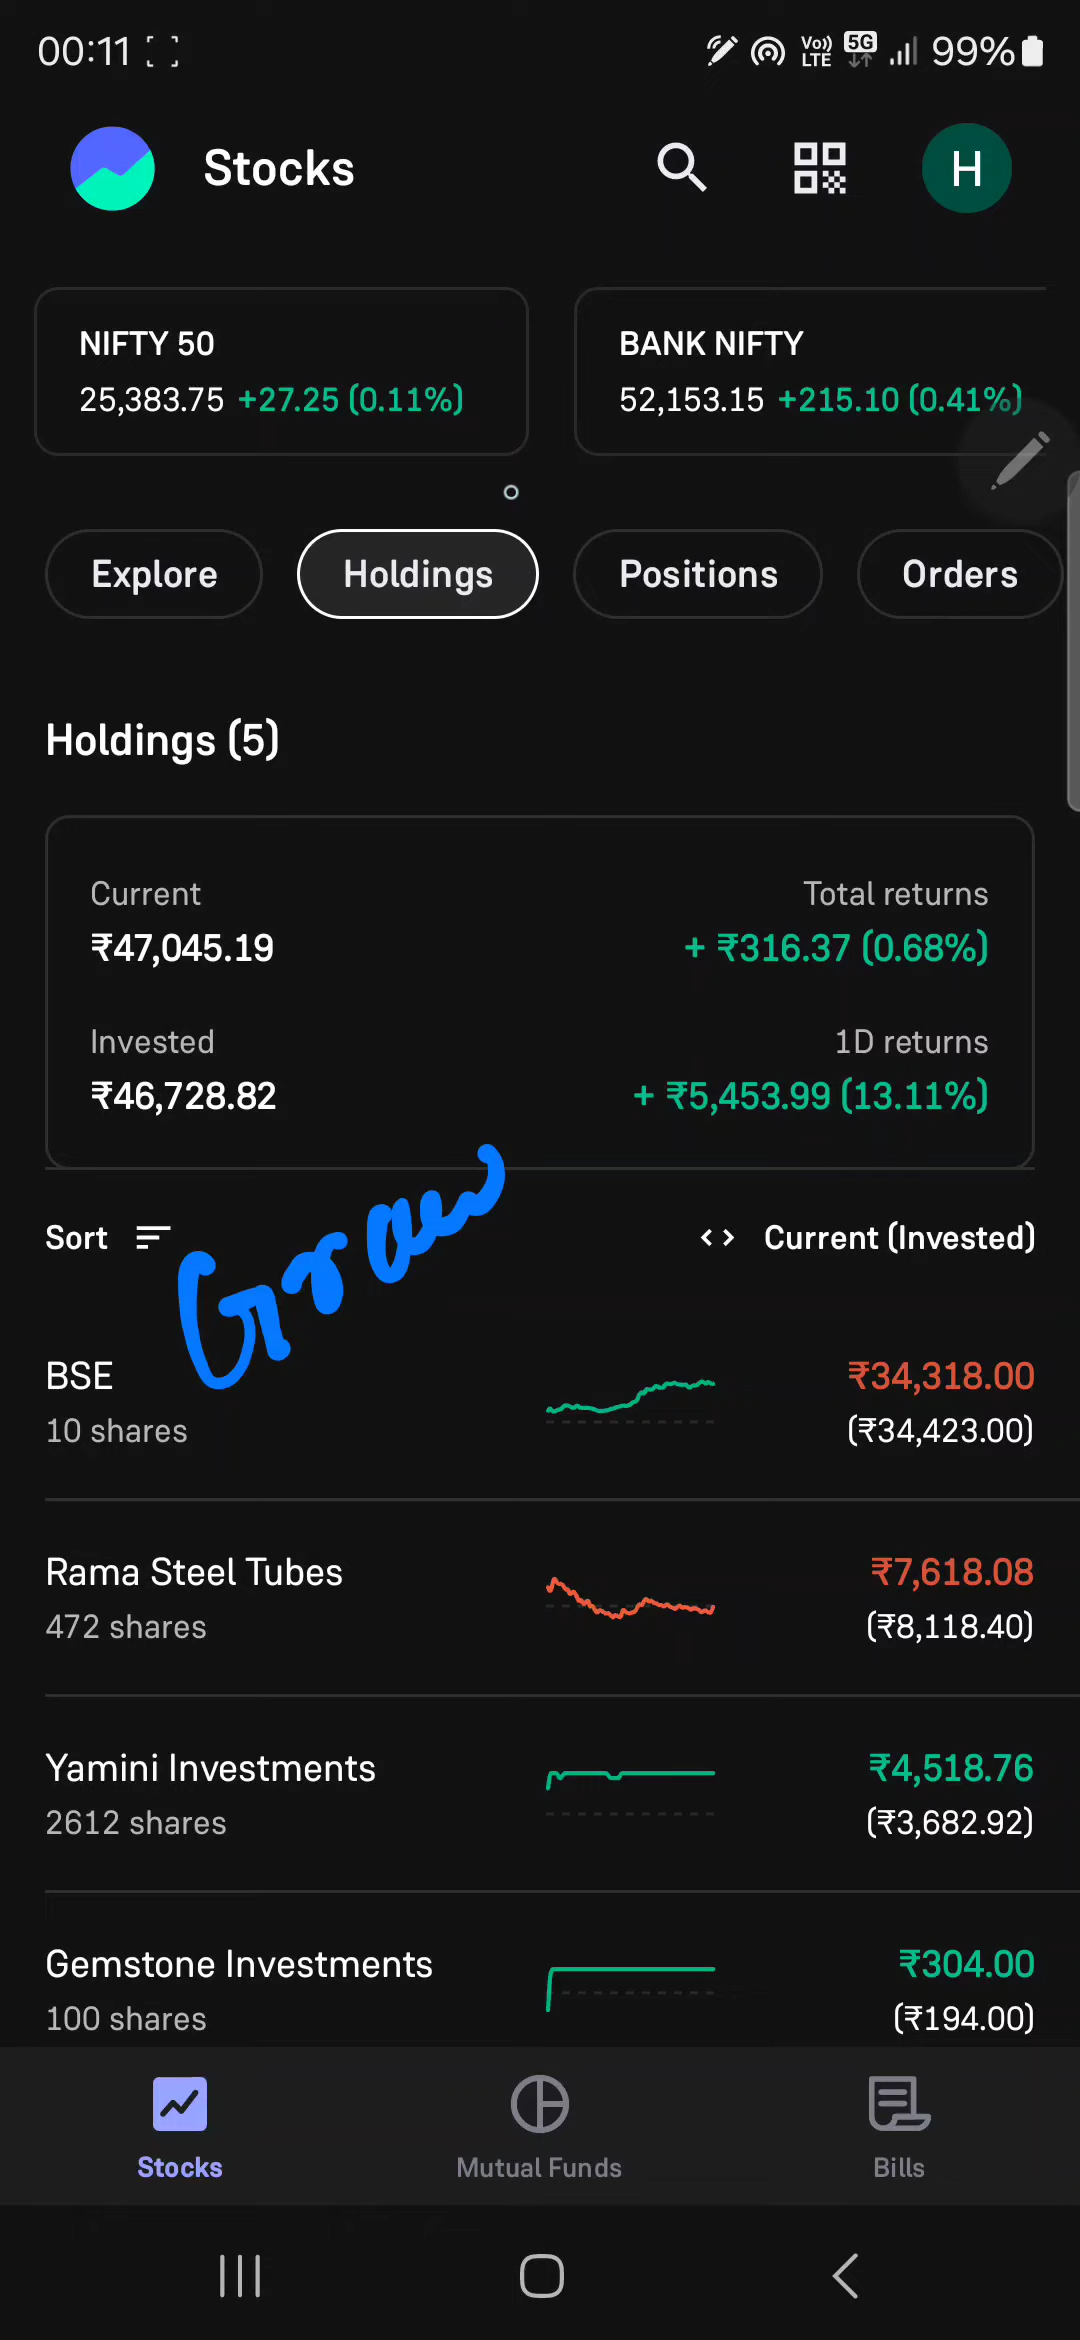 00:11 Vo)) LTE 5G 99%
Stocks H
NIFTY 50 BANK NIFTY
25,383.75 +27.25 (0.11%) 52,153.15 +215.10 (0.41%)
Explore Holdings Positions Orders
Holdings (5)
Current Total returns
₹47,045.19 + ₹316.37 (0.68%)
Invested 1D returns
₹46,728.82 + ₹5,453.99 (13.11%)
Sort <> Current (Invested)
BSE ₹34,318.00
10 shares (₹34,423.00)
Rama Steel Tubes ₹7,618.08
472 shares (₹8,118.40)
Yamini Investments ₹4,518.76
2612 shares (₹3,682.92)
Gemstone Investments ₹304.00
100 shares (₹194.00)
Stocks Mutual Funds Bills